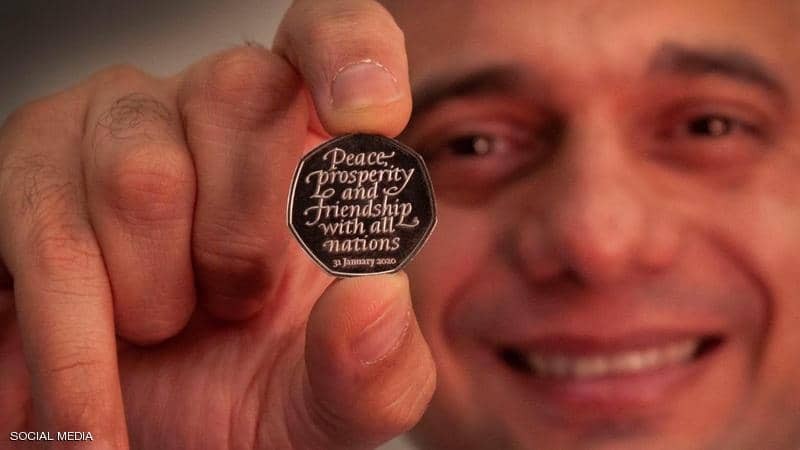 Peace,
prosperity
and
friendship
with all
nations
31 January 2020
SOCIAL MEDIA